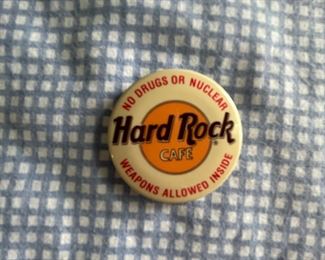 NO DRUGS OR NUCLEAR
Hard Rock
CAFE
WEAPONS ALLOWED INSIDE